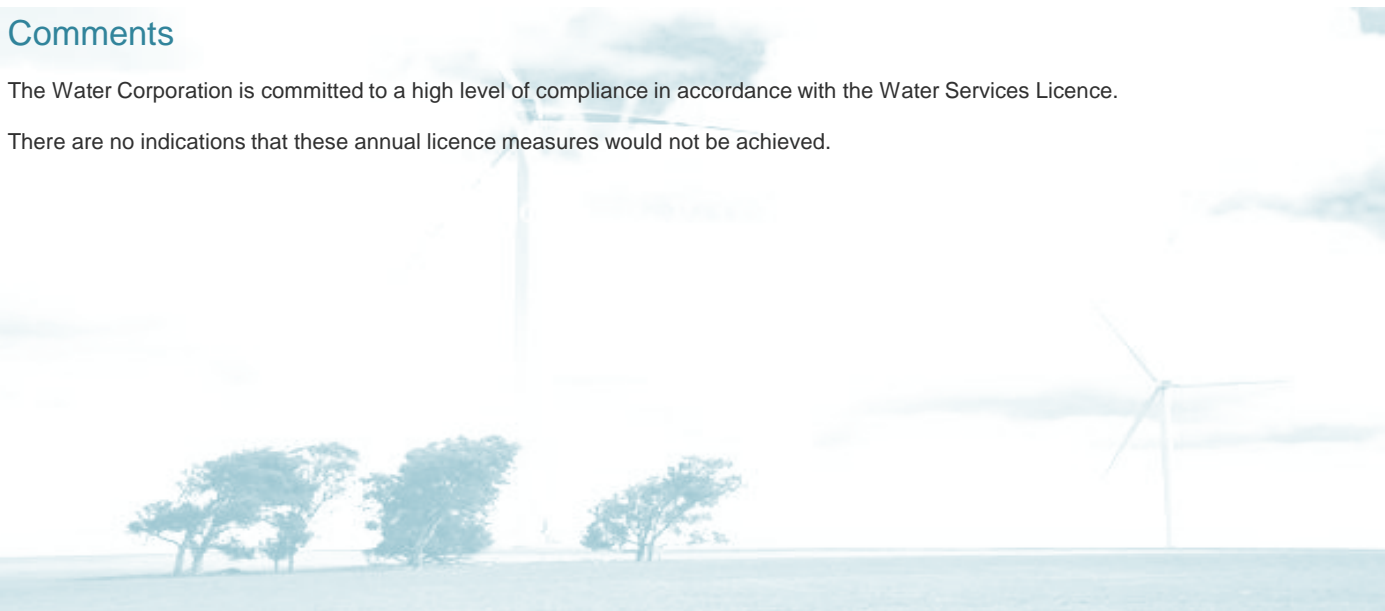 Comments
The Water Corporation is committed to a high level of compliance in accordance with the Water Services Licence.
There are no indications that these annual licence measures would not be achieved.